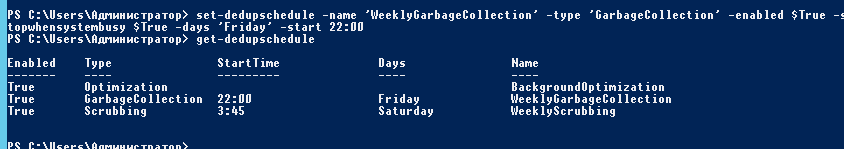 PS C:\Users\Администратор> set-dedupschedule -name 'WeeklyGarbageCollection' -type 'GarbageCollection' -enabled $True -s
topwhensystembusy $True -days 'Friday' -start 22:00
PS C:\Users\Администратор> get-dedupschedule
Enabled Type StartTime Days Name
------- ---- --------- ---- ----
True Optimization BackgroundOptimization
True GarbageCollection 22:00 Friday WeeklyGarbageCollection
True Scrubbing 3:45 Saturday WeeklyScrubbing
PS C:\Users\Администратор>